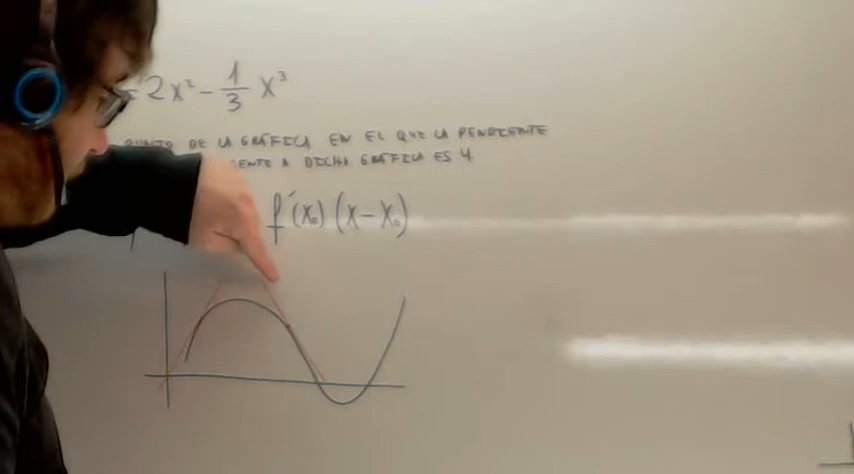 = 2x² - 1/3 x³
PUNTO DE LA GRÁFICA EN EL QUE LA PENDIENTE
A DICHA GRÁFICA ES 4
f´(x₀) (x - x₀)